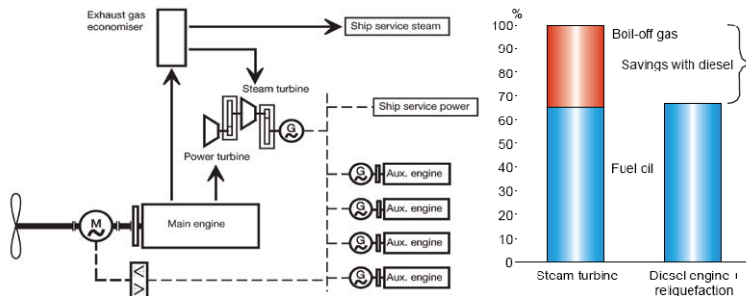 Exhaust gas
economiser
Ship service steam
Steam turbine
G
Ship service power
Power turbine
G
Aux. engine
G
Aux. engine
M
Main engine
G
Aux. engine
G
Aux. engine
%
100
90
80
70
60
50
40
30
20
10
0
Boil-off gas
Savings with diesel
Fuel oil
Steam turbine
Diesel engine
reliquefaction